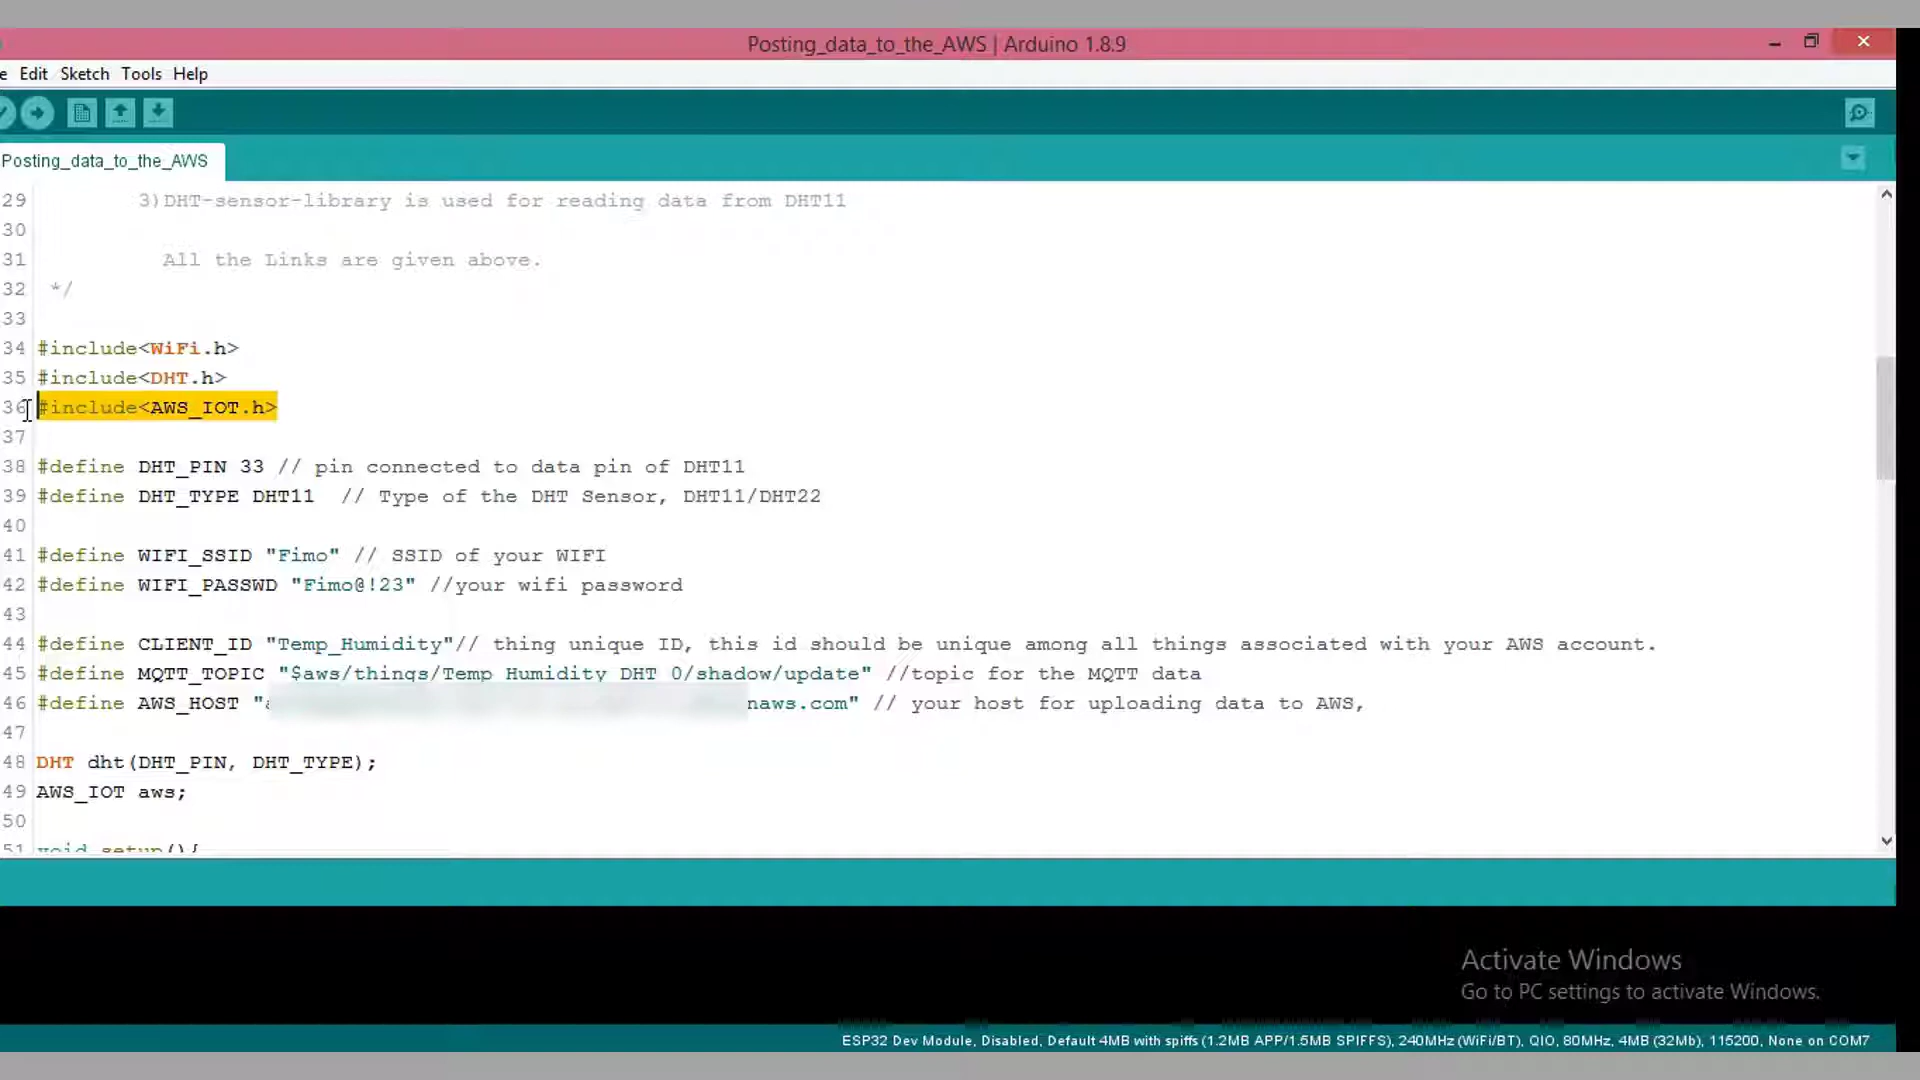 Posting_data_to_the_AWS | Arduino 1.8.9
e Edit Sketch Tools Help
Posting_data_to_the_AWS
29 3)DHT-sensor-library is used for reading data from DHT11
30
31 All the Links are given above.
32 */
33
34 #include<WiFi.h>
35 #include<DHT.h>
36 #include<AWS_IOT.h>
37
38 #define DHT_PIN 33 // pin connected to data pin of DHT11
39 #define DHT_TYPE DHT11 // Type of the DHT Sensor, DHT11/DHT22
40
41 #define WIFI_SSID "Fimo" // SSID of your WIFI
42 #define WIFI_PASSWD "Fimo@!23" //your wifi password
43
44 #define CLIENT_ID "Temp_Humidity"// thing unique ID, this id should be unique among all things associated with your AWS account.
45 #define MQTT_TOPIC "$aws/things/Temp_Humidity_DHT_0/shadow/update" //topic for the MQTT data
46 #define AWS_HOST "a naws.com" // your host for uploading data to AWS,
47
48 DHT dht(DHT_PIN, DHT_TYPE);
49 AWS_IOT aws;
50
51 void setup(){
Activate Windows
Go to PC settings to activate Windows.
ESP32 Dev Module, Disabled, Default 4MB with spiffs (1.2MB APP/1.5MB SPIFFS), 240MHz (WiFi/BT), QIO, 80MHz, 4MB (32Mb), 115200, None on COM7